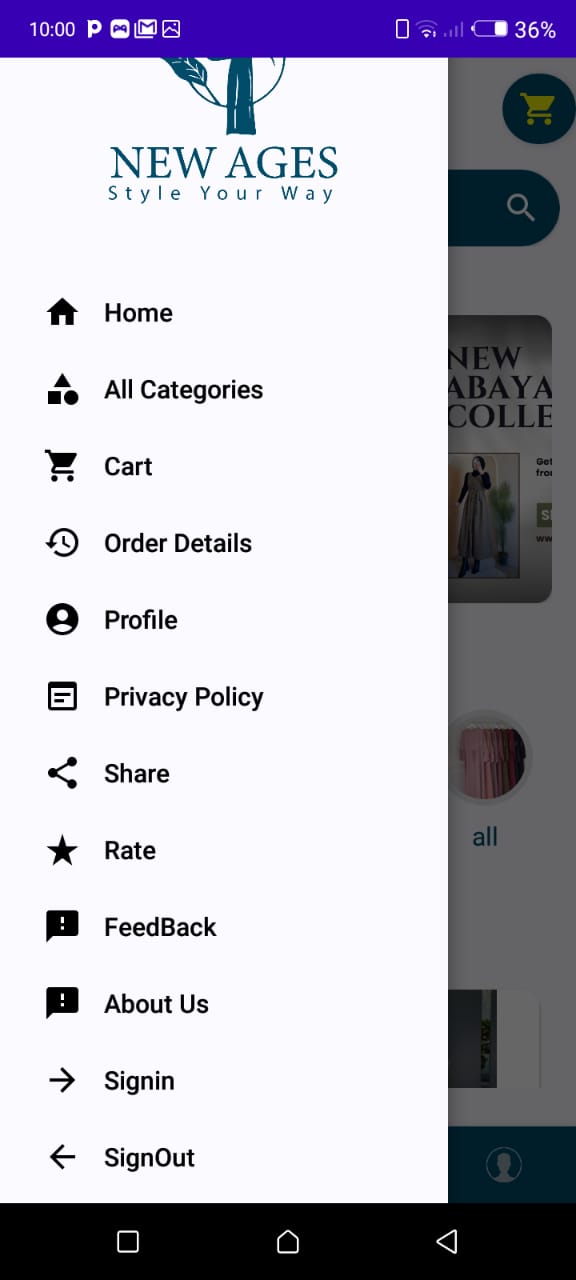 10:00
36%
NEW AGES
Style Your Way
Home
All Categories
Cart
Order Details
Profile
Privacy Policy
Share
Rate
FeedBack
About Us
Signin
SignOut
NEW
ABAYA
COLLE
Get
all